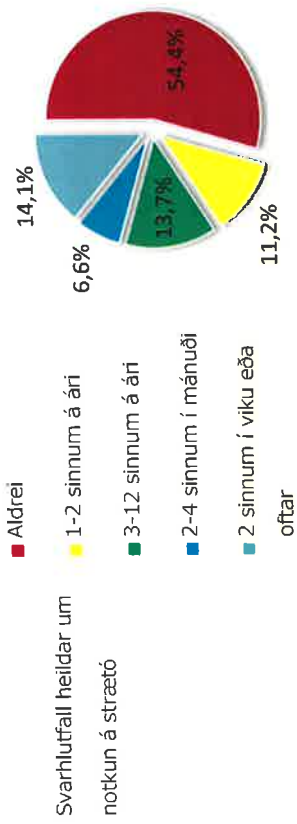 Svarhlutfall heildar um
notkun á strætó
Aldrei
1-2 sinnum á ári
3-12 sinnum á ári
2-4 sinnum í mánuði
2 sinnum í viku eða
oftar
54,4%
11,2%
13,7%
6,6%
14,1%